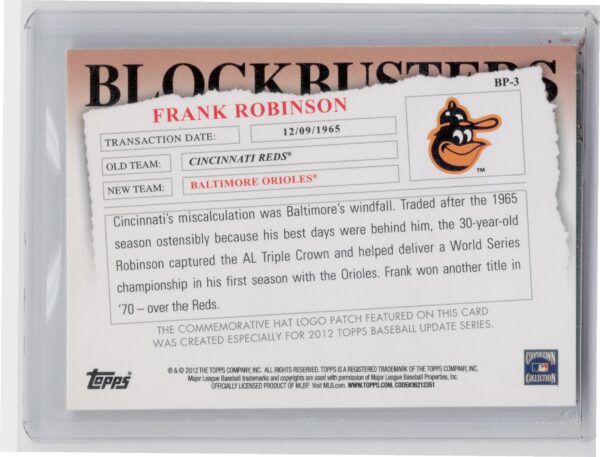 BLOCKBUSTERS
BP-3
FRANK ROBINSON
TRANSACTION DATE: 12/09/1965
OLD TEAM: CINCINNATI REDS®
NEW TEAM: BALTIMORE ORIOLES®
TM
Cincinnati's miscalculation was Baltimore's windfall. Traded after the 1965
season ostensibly because his best days were behind him, the 30-year-old
Robinson captured the AL Triple Crown and helped deliver a World Series
championship in his first season with the Orioles. Frank won another title in
'70 – over the Reds.
THE COMMEMORATIVE HAT LOGO PATCH FEATURED ON THIS CARD
WAS CREATED ESPECIALLY FOR 2012 TOPPS BASEBALL UPDATE SERIES.
topps
® & © 2012 THE TOPPS COMPANY, INC. ALL RIGHTS RESERVED. TOPPS IS A REGISTERED TRADEMARK OF THE TOPPS COMPANY, INC.
Major League Baseball trademarks and copyrights are used with permission of Major League Baseball Properties, Inc.
OFFICIALLY LICENSED PRODUCT OF MLBP. Visit MLB.com. WWW.TOPPS.COM. CODE#36212351
COOPERSTOWN
COLLECTION